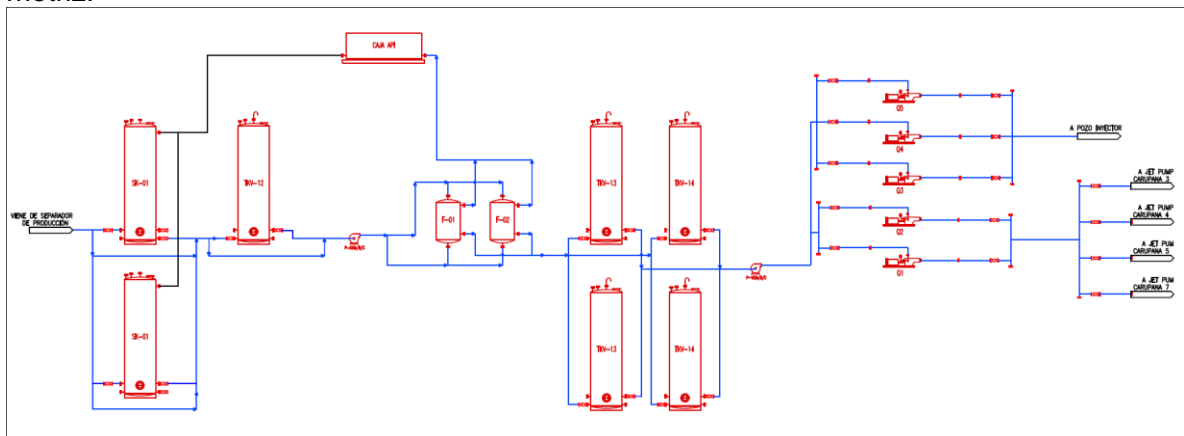 CAJA API
SK-01
TKV-12
TKV-13
TKV-14
Q5
Q4
Q3
Q2
Q1
A POZO INYECTOR
A JET PUMP
CARUPANA 3
A JET PUMP
CARUPANA 4
A JET PUM
CARUPANA 5
A JET PUM
CARUPANA 7
F-01
F-02
VIENE DE SEPARADOR
DE PRODUCCIÓN
SK-01
TKV-13
TKV-14